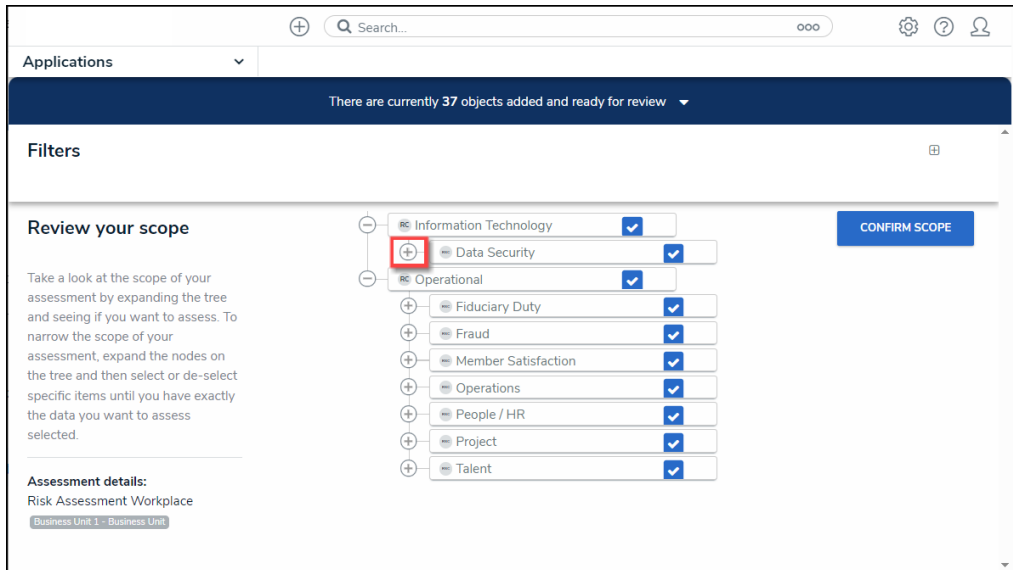 Search...
Applications
There are currently 37 objects added and ready for review
Filters
Review your scope
Take a look at the scope of your
assessment by expanding the tree
and seeing if you want to assess. To
narrow the scope of your
assessment, expand the nodes on
the tree and then select or de-select
specific items until you have exactly
the data you want to assess
selected.
Assessment details:
Risk Assessment Workplace
Business Unit 1 - Business Unit
RC Information Technology
Data Security
RC Operational
Fiduciary Duty
Fraud
Member Satisfaction
Operations
People / HR
Project
Talent
CONFIRM SCOPE